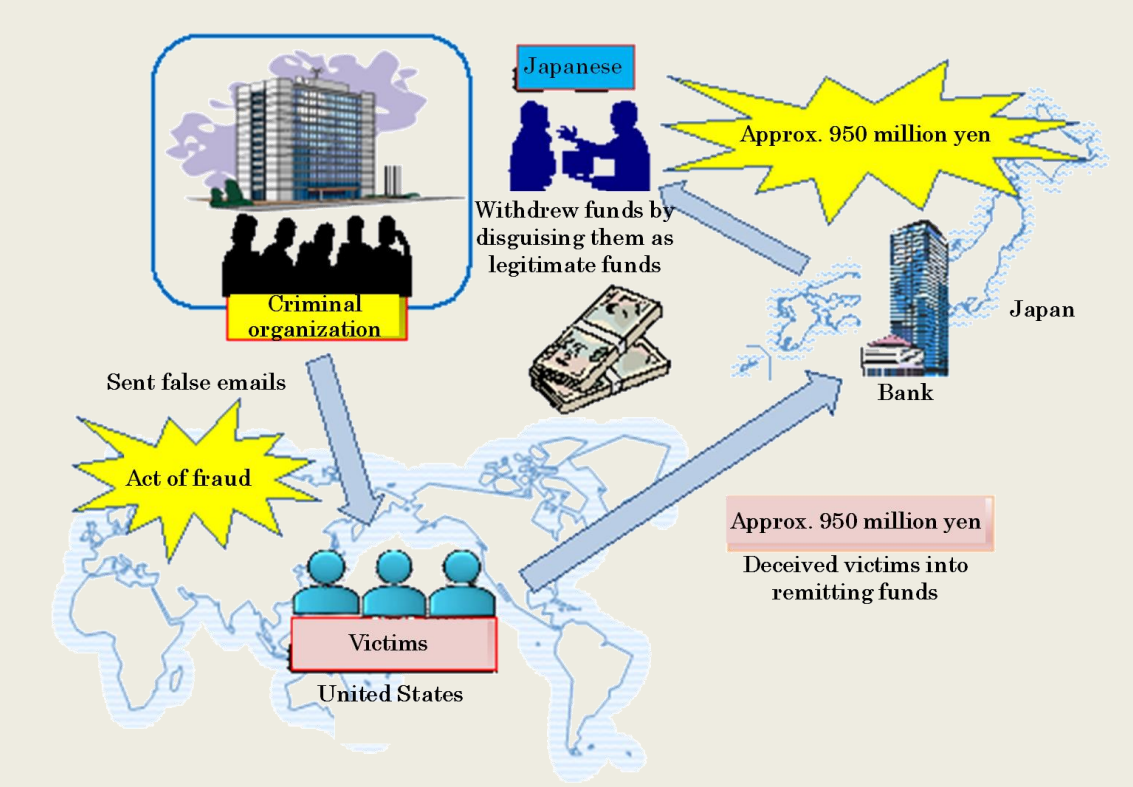 Japanese
Approx. 950 million yen
Withdrew funds by
disguising them as
legitimate funds
Criminal
organization
Japan
Sent false emails
Bank
Act of fraud
Approx. 950 million yen
Deceived victims into
remitting funds
Victims
United States